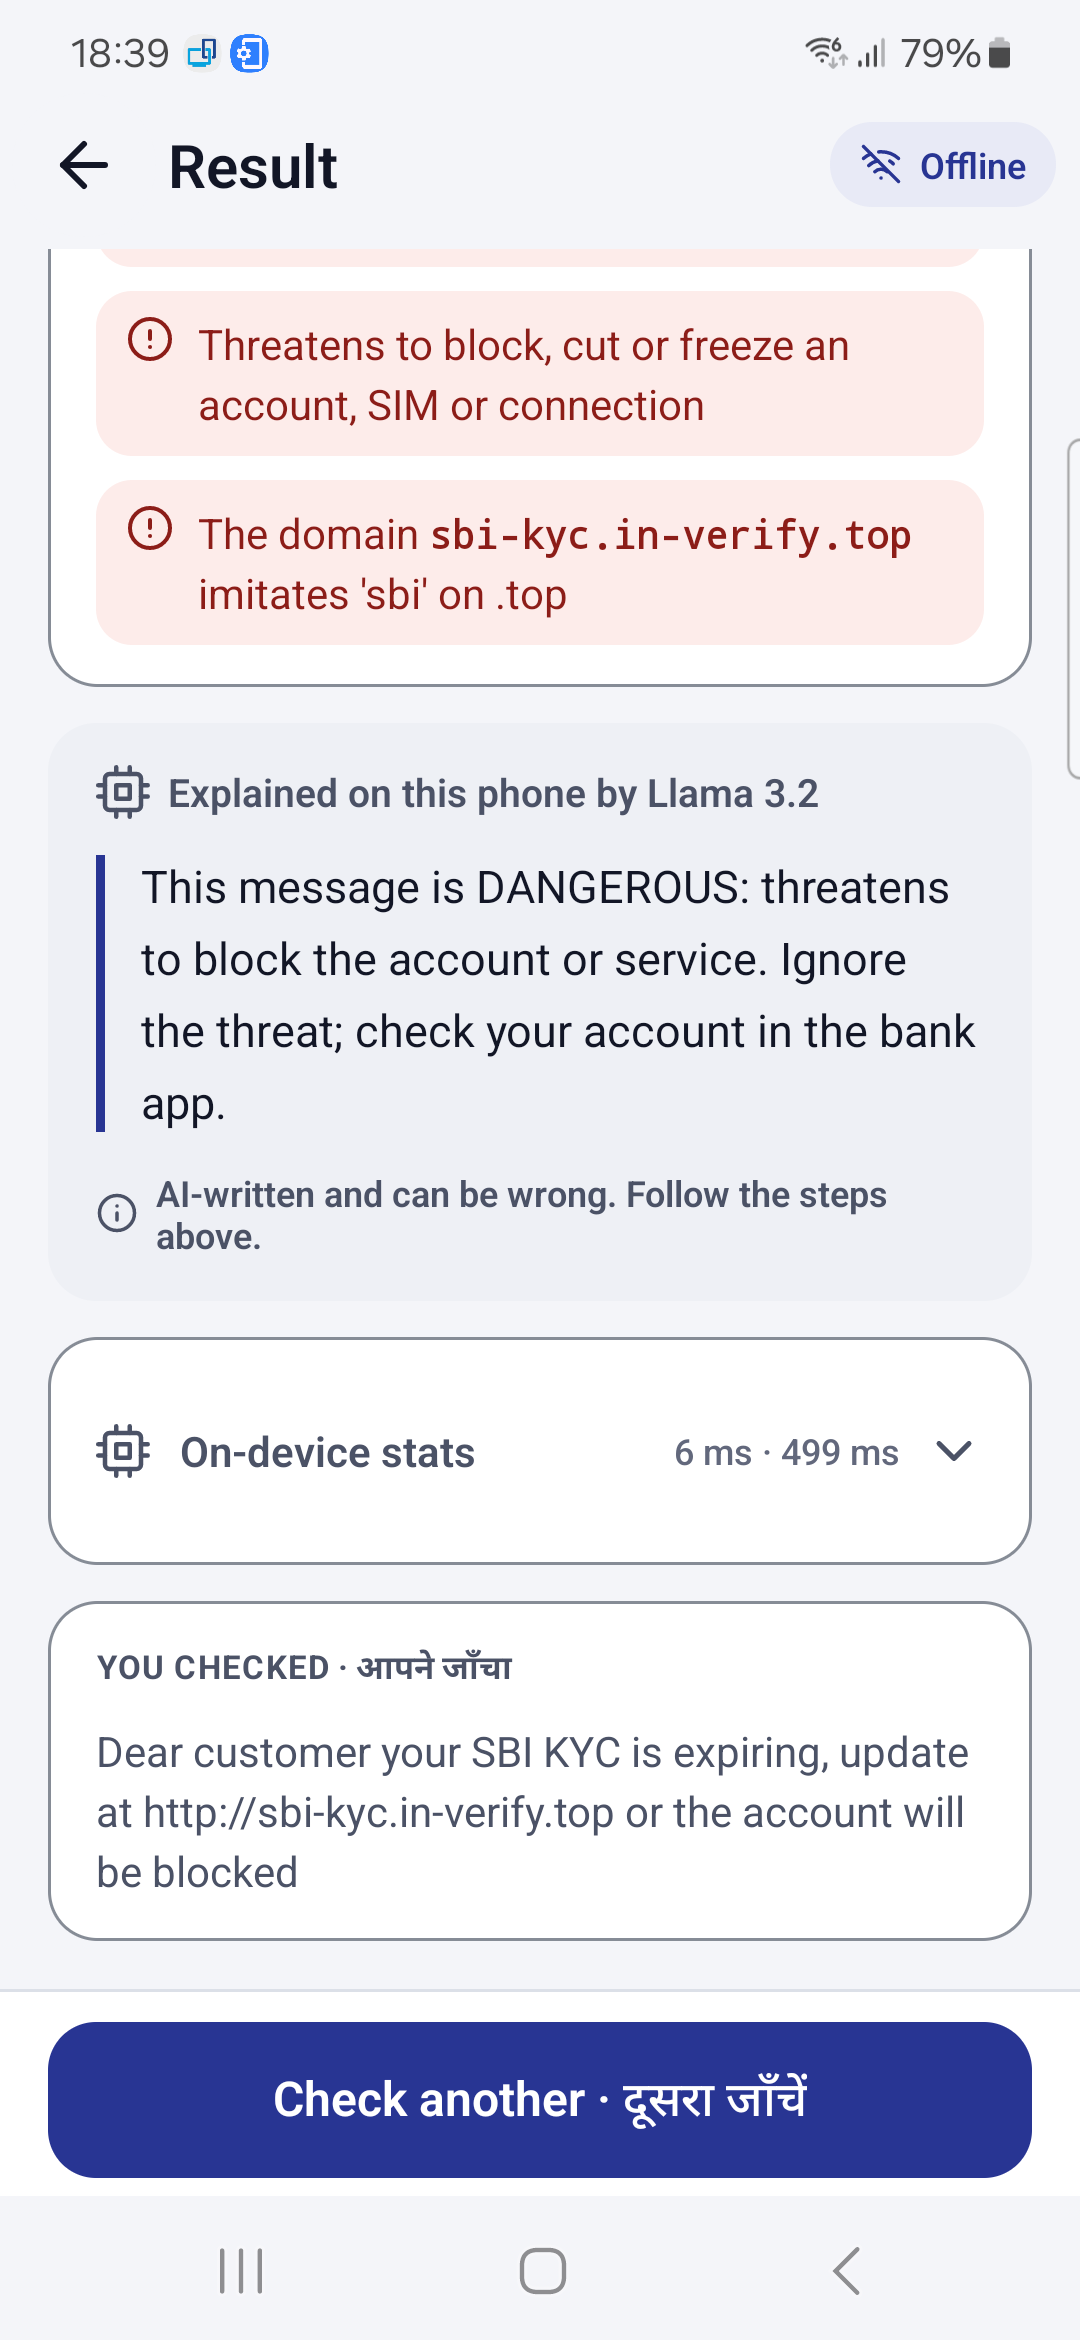 18:39
79%
Result
Offline
Threatens to block, cut or freeze an
account, SIM or connection
The domain sbi-kyc.in-verify.top
imitates 'sbi' on .top
Explained on this phone by Llama 3.2
This message is DANGEROUS: threatens
to block the account or service. Ignore
the threat; check your account in the bank
app.
AI-written and can be wrong. Follow the steps
above.
On-device stats
6 ms · 499 ms
YOU CHECKED · आपने जाँचा
Dear customer your SBI KYC is expiring, update
at http://sbi-kyc.in-verify.top or the account will
be blocked
Check another · दूसरा जाँचें